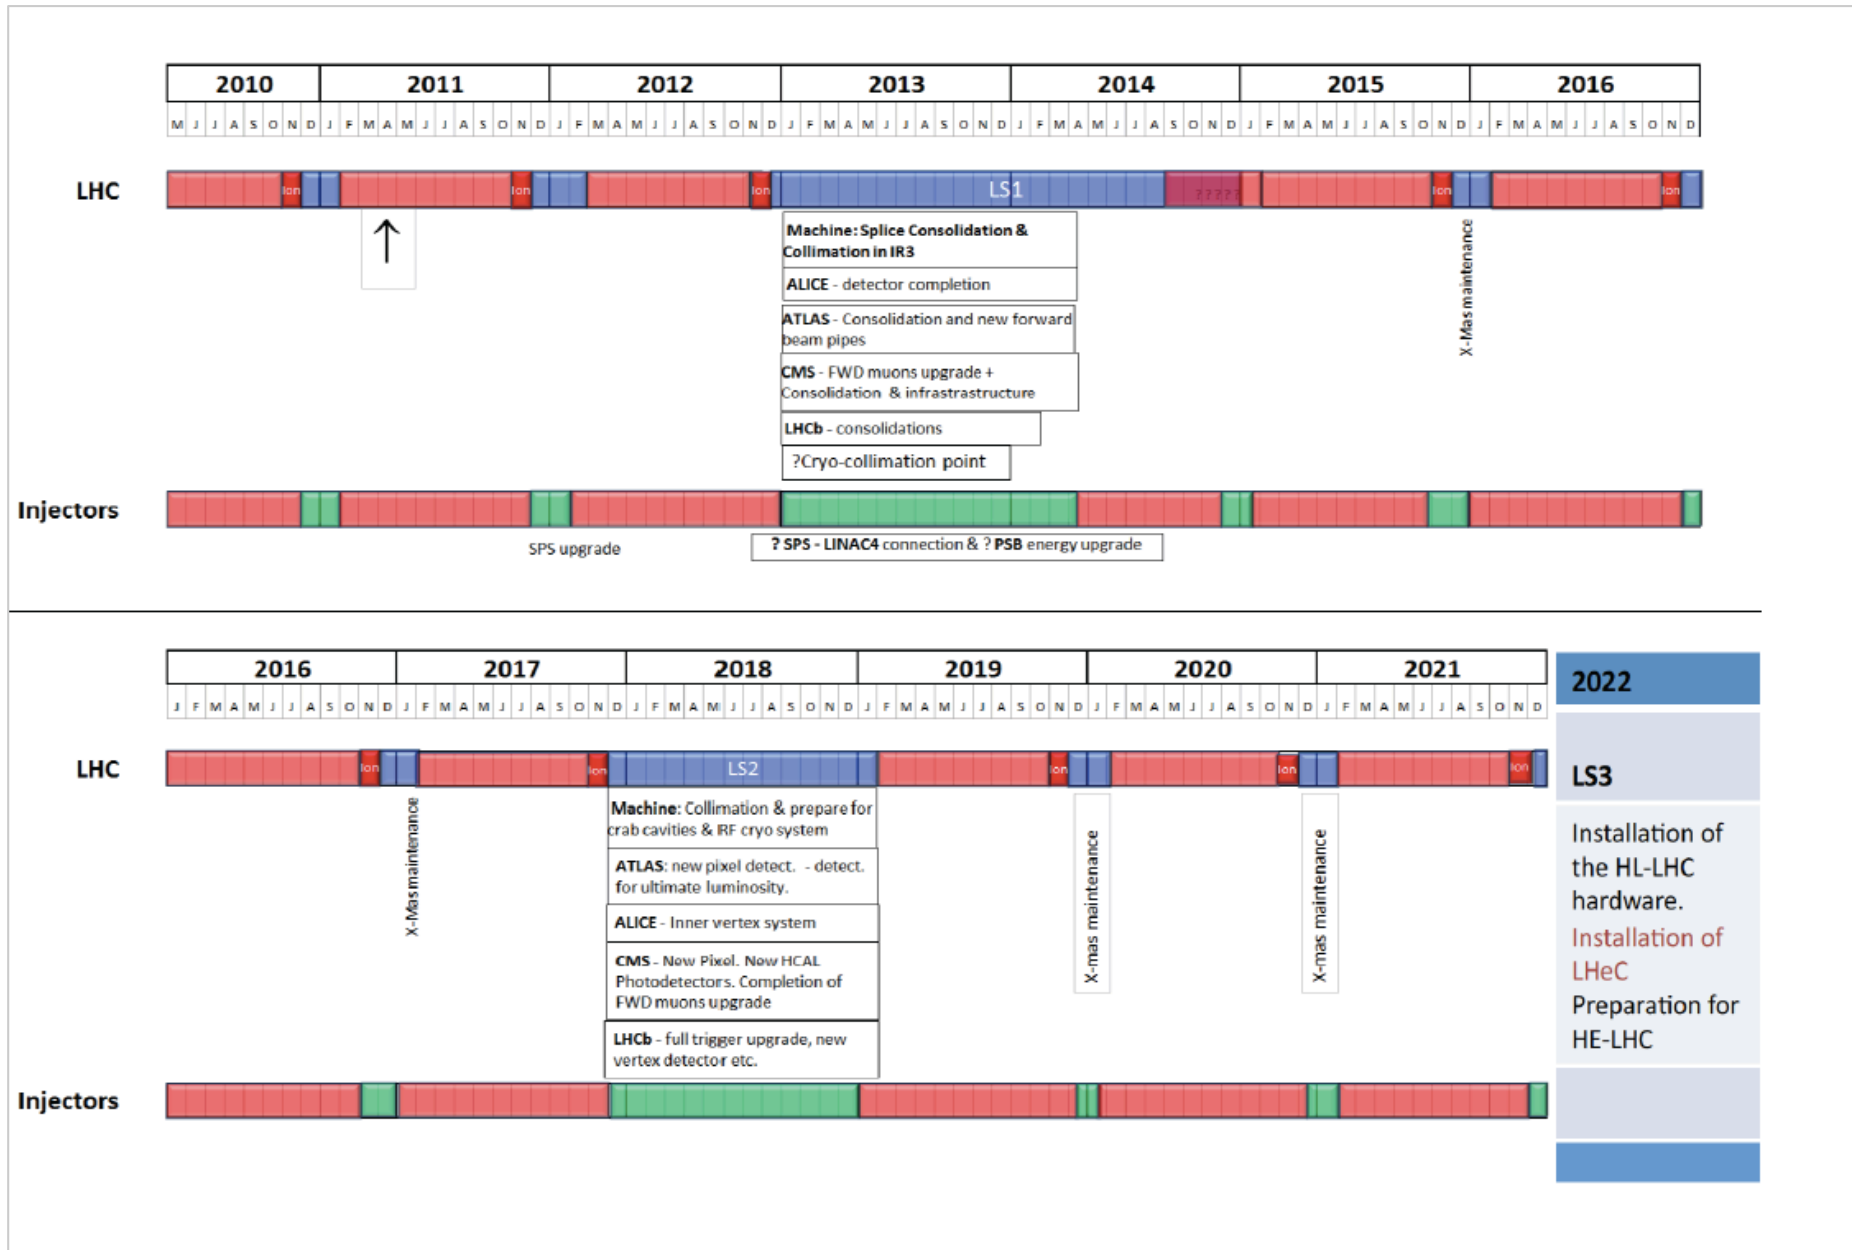 2010 2011 2012 2013 2014 2015 2016
M J J A S O N D J F M A M J J A S O N D J F M A M J J A S O N D J F M A M J J A S O N D J F M A M J J A S O N D J F M A M J J A S O N D J F M A M J J A S O N D
LHC Ion Ion Ion LS1 ????? Ion Ion
↑
Machine: Splice Consolidation &
Collimation in IR3
ALICE - detector completion
ATLAS - Consolidation and new forward
beam pipes
CMS - FWD muons upgrade +
Consolidation & infrastrastructure
LHCb - consolidations
?Cryo-collimation point
X-Mas maintenance
Injectors
SPS upgrade
? SPS - LINAC4 connection & ? PSB energy upgrade
2016 2017 2018 2019 2020 2021
J F M A M J J A S O N D J F M A M J J A S O N D J F M A M J J A S O N D J F M A M J J A S O N D J F M A M J J A S O N D J F M A M J J A S O N D
LHC Ion Ion LS2 Ion Ion Ion
X-Mas maintenance
Machine: Collimation & prepare for
crab cavities & RF cryo system
ATLAS: new pixel detect. - detect.
for ultimate luminosity.
ALICE - Inner vertex system
CMS - New Pixel. New HCAL
Photodetectors. Completion of
FWD muons upgrade
LHCb - full trigger upgrade, new
vertex detector etc.
X-mas maintenance
X-mas maintenance
Injectors
2022
LS3
Installation of
the HL-LHC
hardware.
Installation of
LHeC
Preparation for
HE-LHC